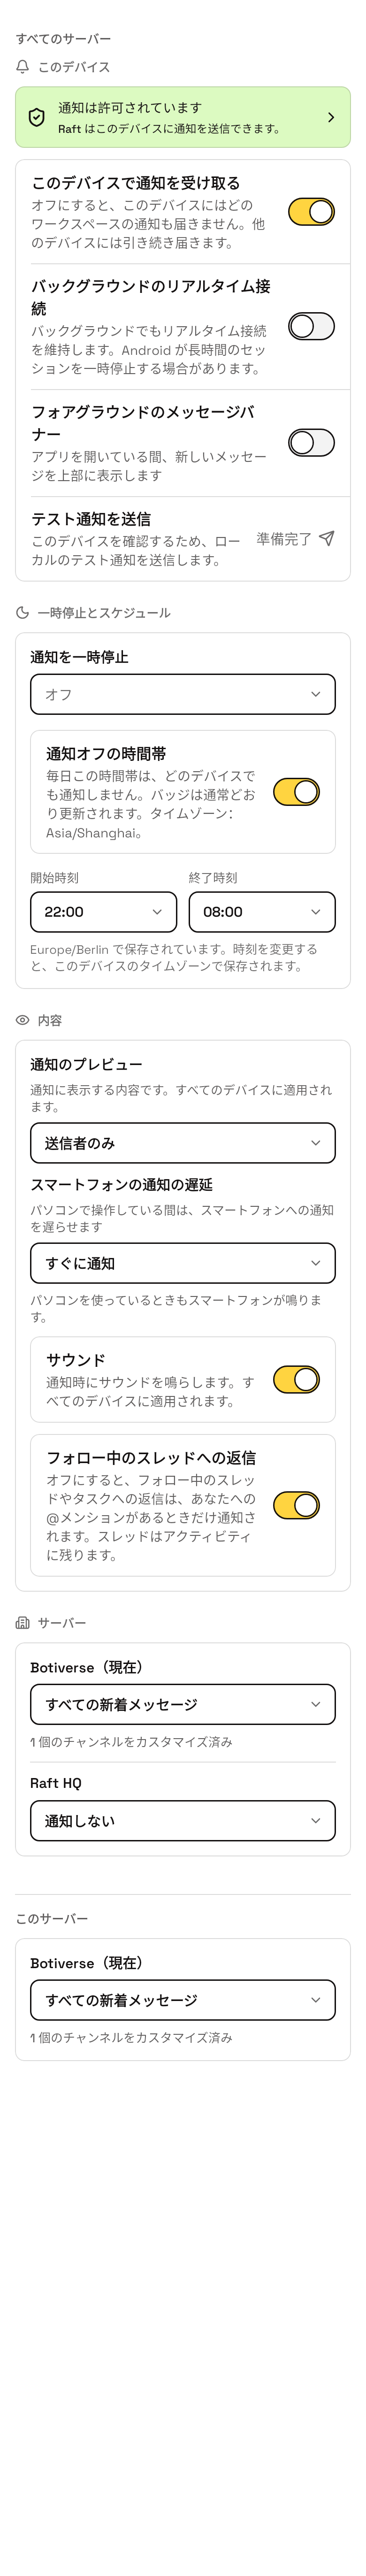 すべてのサーバー
このデバイス
通知は許可されています
Raft はこのデバイスに通知を送信できます。
このデバイスで通知を受け取る
オフにすると、このデバイスにはどの
ワークスペースの通知も届きません。他
のデバイスには引き続き届きます。
バックグラウンドのリアルタイム接
続
バックグラウンドでもリアルタイム接続
を維持します。Android が長時間のセッ
ションを一時停止する場合があります。
フォアグラウンドのメッセージバ
ナー
アプリを開いている間、新しいメッセー
ジを上部に表示します
テスト通知を送信
このデバイスを確認するため、ロー
カルのテスト通知を送信します。
準備完了
一時停止とスケジュール
通知を一時停止
オフ
通知オフの時間帯
毎日この時間帯は、どのデバイスで
も通知しません。バッジは通常どお
り更新されます。タイムゾーン：
Asia/Shanghai。
開始時刻
終了時刻
22:00
08:00
Europe/Berlin で保存されています。時刻を変更する
と、このデバイスのタイムゾーンで保存されます。
内容
通知のプレビュー
通知に表示する内容です。すべてのデバイスに適用され
ます。
送信者のみ
スマートフォンの通知の遅延
パソコンで操作している間は、スマートフォンへの通知
を遅らせます
すぐに通知
パソコンを使っているときもスマートフォンが鳴りま
す。
サウンド
通知時にサウンドを鳴らします。す
べてのデバイスに適用されます。
フォロー中のスレッドへの返信
オフにすると、フォロー中のスレッ
ドやタスクへの返信は、あなたへの
@メンションがあるときだけ通知さ
れます。スレッドはアクティビティ
に残ります。
サーバー
Botiverse（現在）
すべての新着メッセージ
1 個のチャンネルをカスタマイズ済み
Raft HQ
通知しない
このサーバー
Botiverse（現在）
すべての新着メッセージ
1 個のチャンネルをカスタマイズ済み